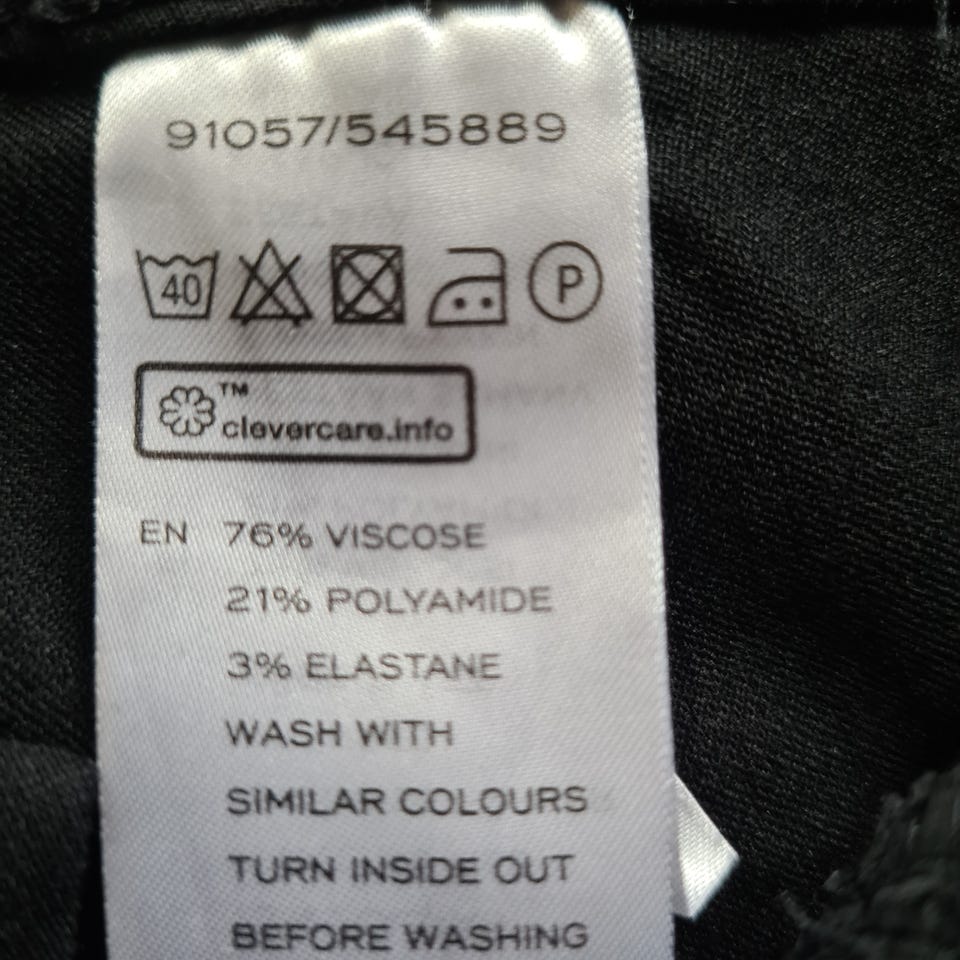 91057/545889
40
P
TM
clevercare.info
EN 76% VISCOSE
21% POLYAMIDE
3% ELASTANE
WASH WITH
SIMILAR COLOURS
TURN INSIDE OUT
BEFORE WASHING